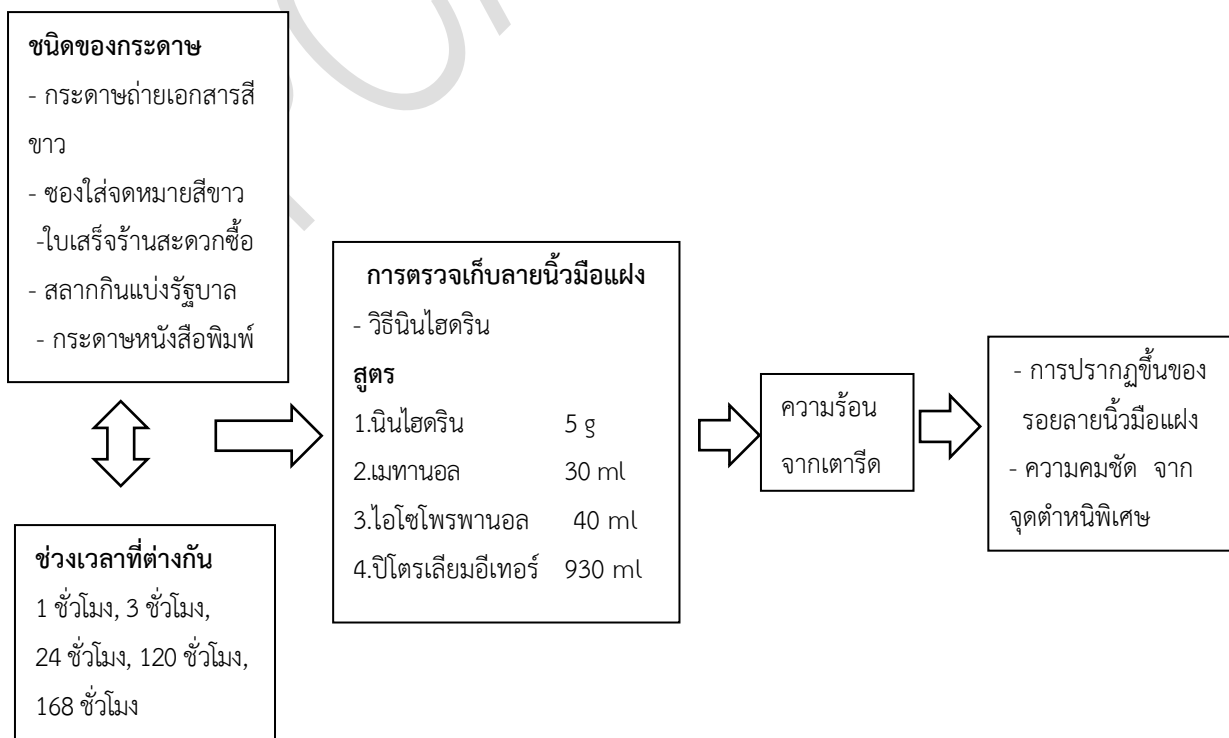 ชนิดของกระดาษ
- กระดาษถ่ายเอกสารสี
ขาว
- ซองใส่จดหมายสีขาว
-ใบเสร็จร้านสะดวกซื้อ
- สลากกินแบ่งรัฐบาล
- กระดาษหนังสือพิมพ์
ช่วงเวลาที่ต่างกัน
1 ชั่วโมง, 3 ชั่วโมง,
24 ชั่วโมง, 120 ชั่วโมง,
168 ชั่วโมง
การตรวจเก็บลายนิ้วมือแฝง
- วิธีนินไฮดริน
สูตร
1.นินไฮดริน 5 g
2.เมทานอล 30 ml
3.ไอโซโพรพานอล 40 ml
4.ปิโตรเลียมอีเทอร์ 930 ml
ความร้อน
จากเตารีด
- การปรากฏขึ้นของ
รอยลายนิ้วมือแฝง
- ความคมชัด จาก
จุดตำหนิพิเศษ